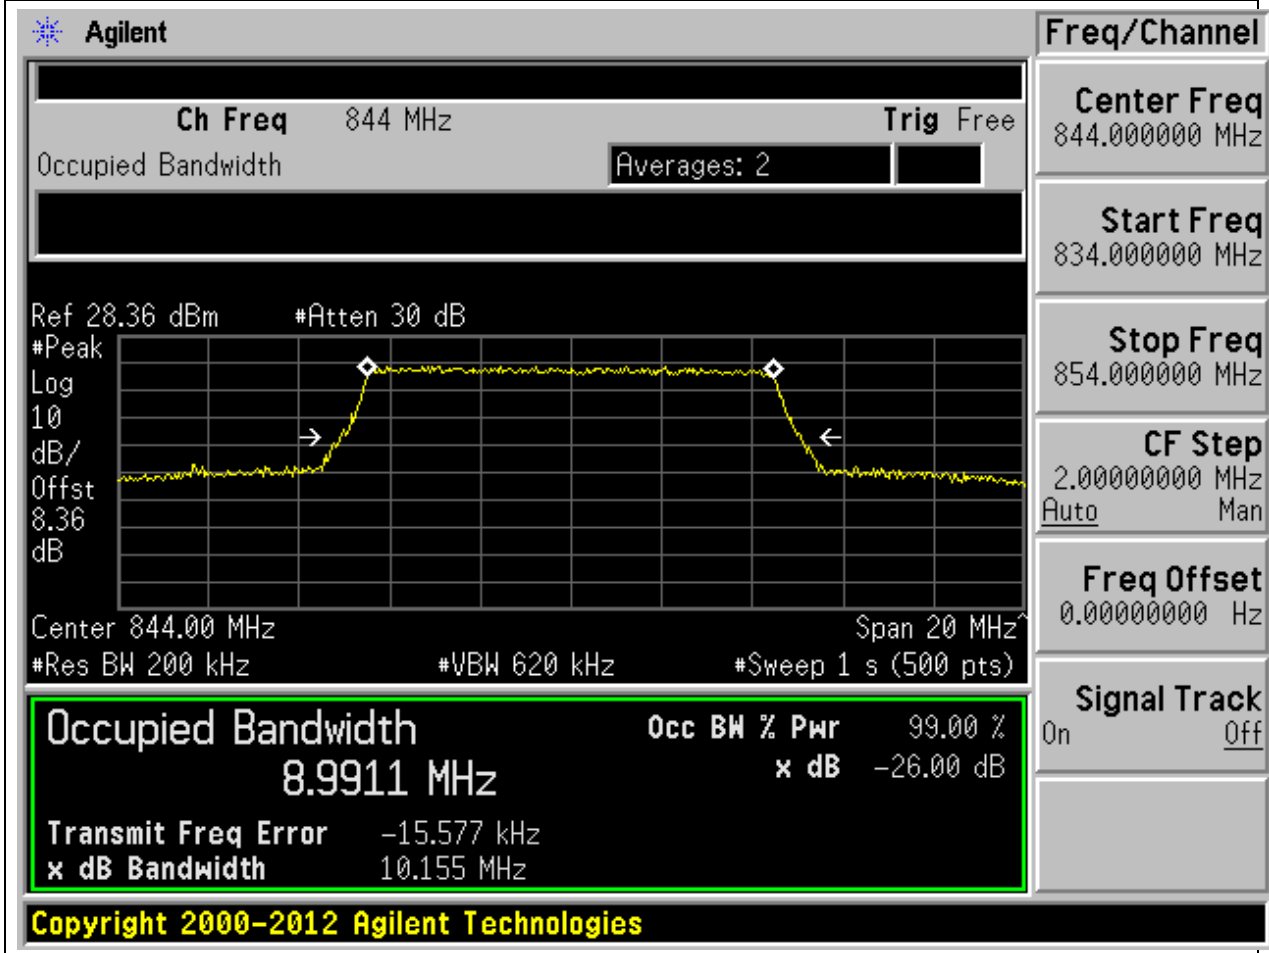 Agilent
Freq/Channel
Ch Freq 844 MHz Trig Free
Occupied Bandwidth Averages: 2
Center Freq
844.000000 MHz
Start Freq
834.000000 MHz
Stop Freq
854.000000 MHz
CF Step
2.00000000 MHz
Auto Man
Freq Offset
0.00000000 Hz
Signal Track
On Off
Ref 28.36 dBm #Atten 30 dB
#Peak
Log
10
dB/
Offst
8.36
dB
Center 844.00 MHz Span 20 MHz^
#Res BW 200 kHz #VBW 620 kHz #Sweep 1 s (500 pts)
Occupied Bandwidth Occ BW % Pwr 99.00 %
8.9911 MHz x dB -26.00 dB
Transmit Freq Error -15.577 kHz
x dB Bandwidth 10.155 MHz
Copyright 2000-2012 Agilent Technologies